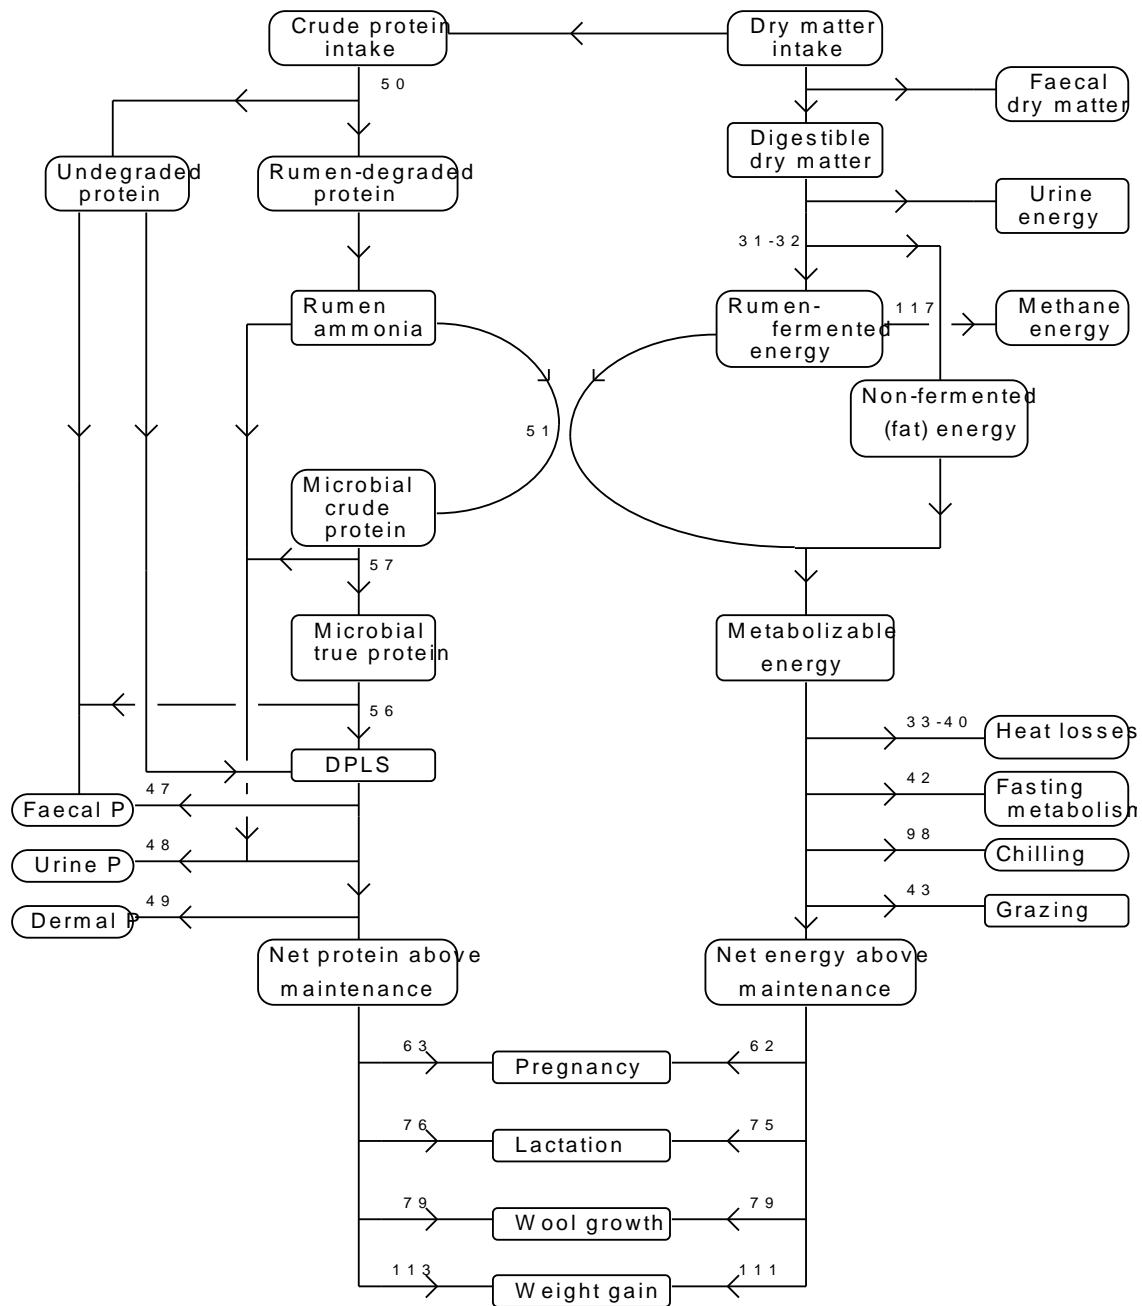 Crude protein
intake
Dry matter
intake
50
Faecal
dry matter
Digestible
dry matter
Undegraded
protein
Rumen-degraded
protein
Urine
energy
31-32
Rumen
ammonia
Rumen-
fermented
energy
117
Methane
energy
Non-fermented
(fat) energy
51
Microbial
crude
protein
57
Microbial
true protein
Metabolizable
energy
56
33-40
Heat losses
DPLS
47
Faecal P
42
Fasting
metabolism
48
Urine P
98
Chilling
49
Dermal P
43
Grazing
Net protein above
maintenance
Net energy above
maintenance
63
Pregnancy
62
76
Lactation
75
79
Wool growth
79
113
Weight gain
111